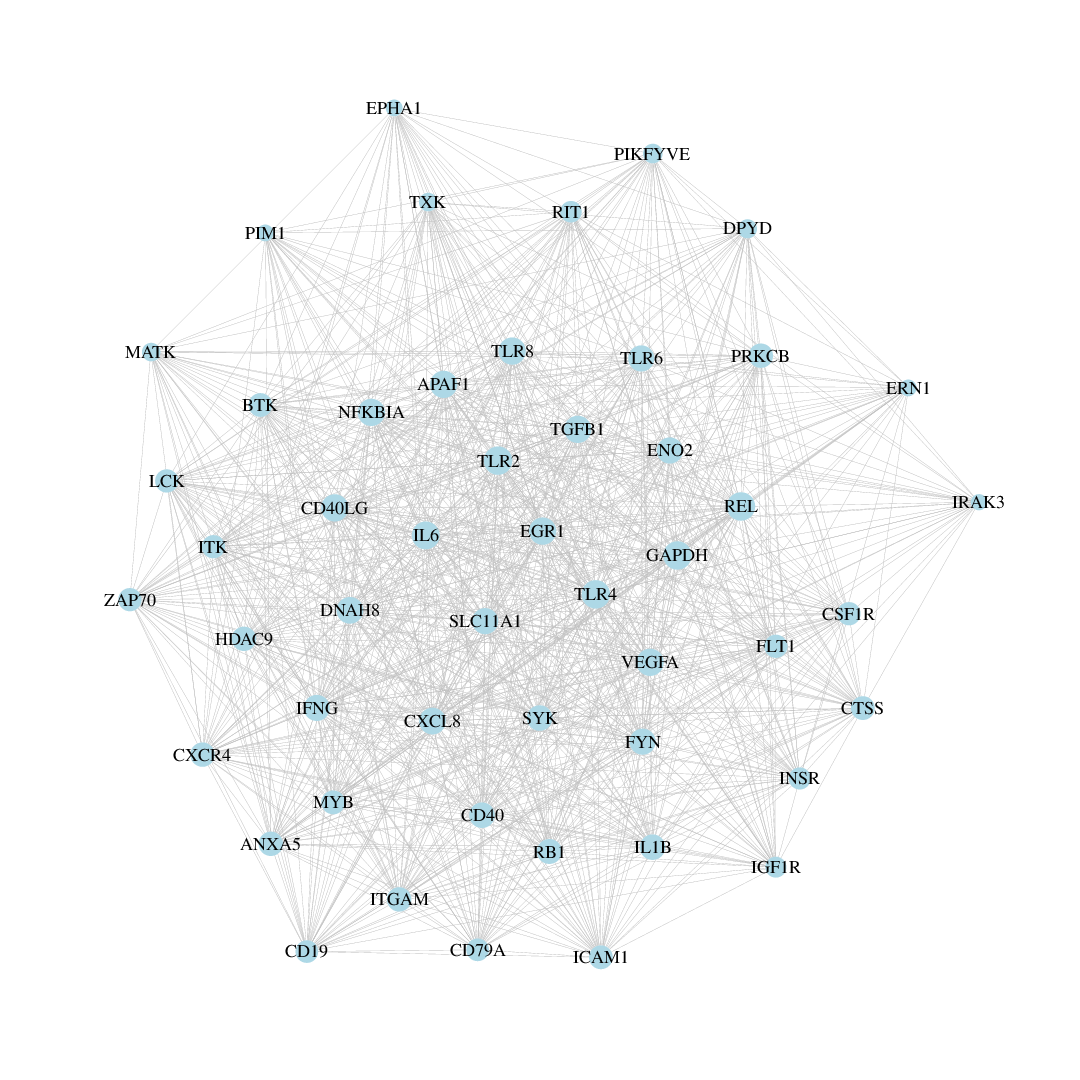 EPHA1
PIKFYVE
TXK
RIT1
DPYD
PIM1
TLR8
MATK
TLR6
PRKCB
APAF1
ERN1
BTK
NFKBIA
TGFB1
ENO2
TLR2
LCK
IRAK3
CD40LG
REL
EGR1
IL6
ITK
GAPDH
TLR4
ZAP70
DNAH8
CSF1R
SLC11A1
HDAC9
FLT1
VEGFA
IFNG
CTSS
SYK
CXCL8
FYN
CXCR4
INSR
MYB
CD40
ANXA5
IL1B
RB1
IGF1R
ITGAM
CD79A
CD19
ICAM1